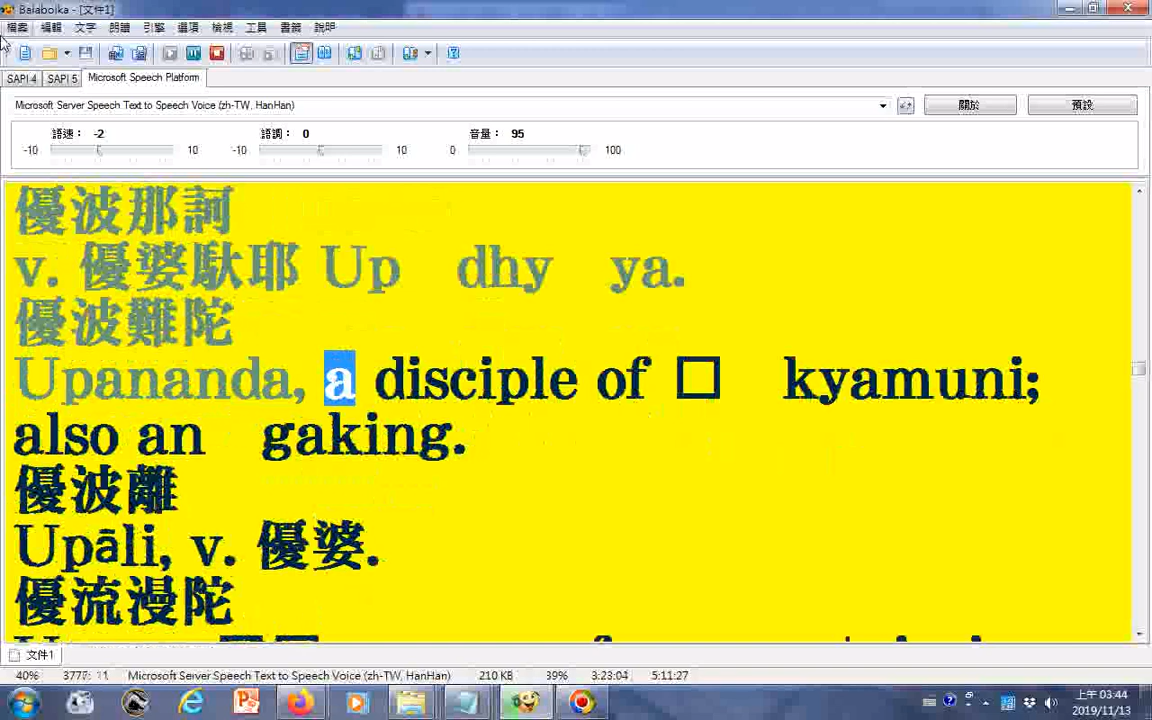 Balabolka - [文件1]
檔案 編輯 文字 朗讀 引擎 選項 檢視 工具 書籤 說明
SAPI 4 SAPI 5 Microsoft Speech Platform
Microsoft Server Speech Text to Speech Voice (zh-TW, HanHan) 關於 預設
語速： -2 語調： 0 音量： 95
-10 10 -10 10 0 100
優波那訶
v. 優婆馱耶 Up dhy ya.
優波難陀
Upananda, a disciple of □ kyamuni;
also an gaking.
優波離
Upāli, v. 優婆.
優流漫陀
文件1
40% 3777: 11 Microsoft Server Speech Text to Speech Voice (zh-TW, HanHan) 210 KB 39% 3:23:04 5:11:27
上午 03:44
2019/11/13